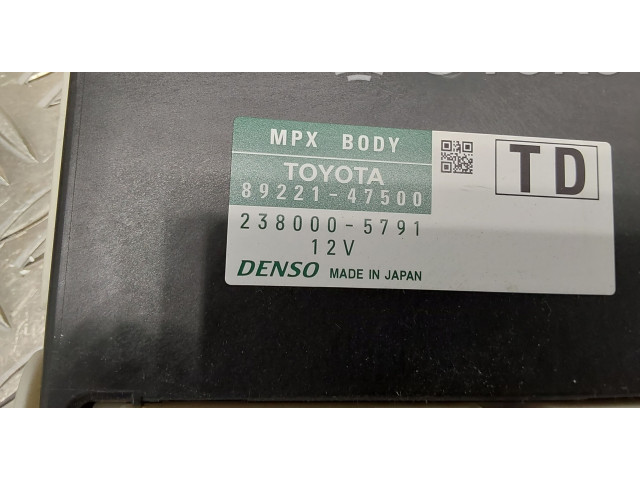 MPX BODY
TD
TOYOTA
89221-47500
238000-5791
12V
DENSO MADE IN JAPAN